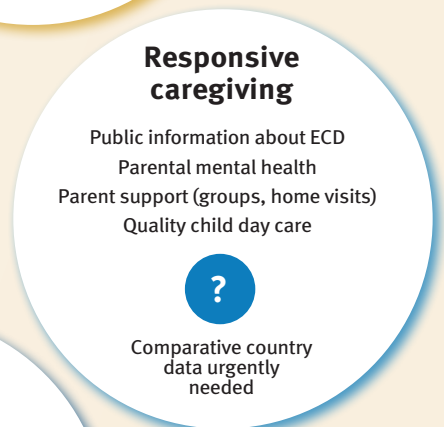 Responsive
caregiving
Public information about ECD
Parental mental health
Parent support (groups, home visits)
Quality child day care
?
Comparative country
data urgently
needed